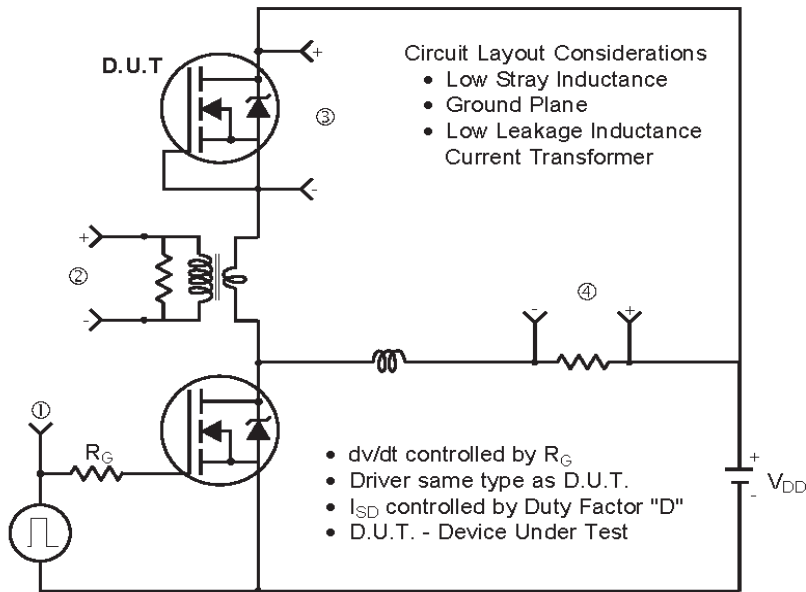 D.U.T
+
③
-
Circuit Layout Considerations
• Low Stray Inductance
• Ground Plane
• Low Leakage Inductance
Current Transformer
+
②
-
④
-
+
①
R_G
• dv/dt controlled by R_G
• Driver same type as D.U.T.
• I_SD controlled by Duty Factor "D"
• D.U.T. - Device Under Test
+
V_DD
-